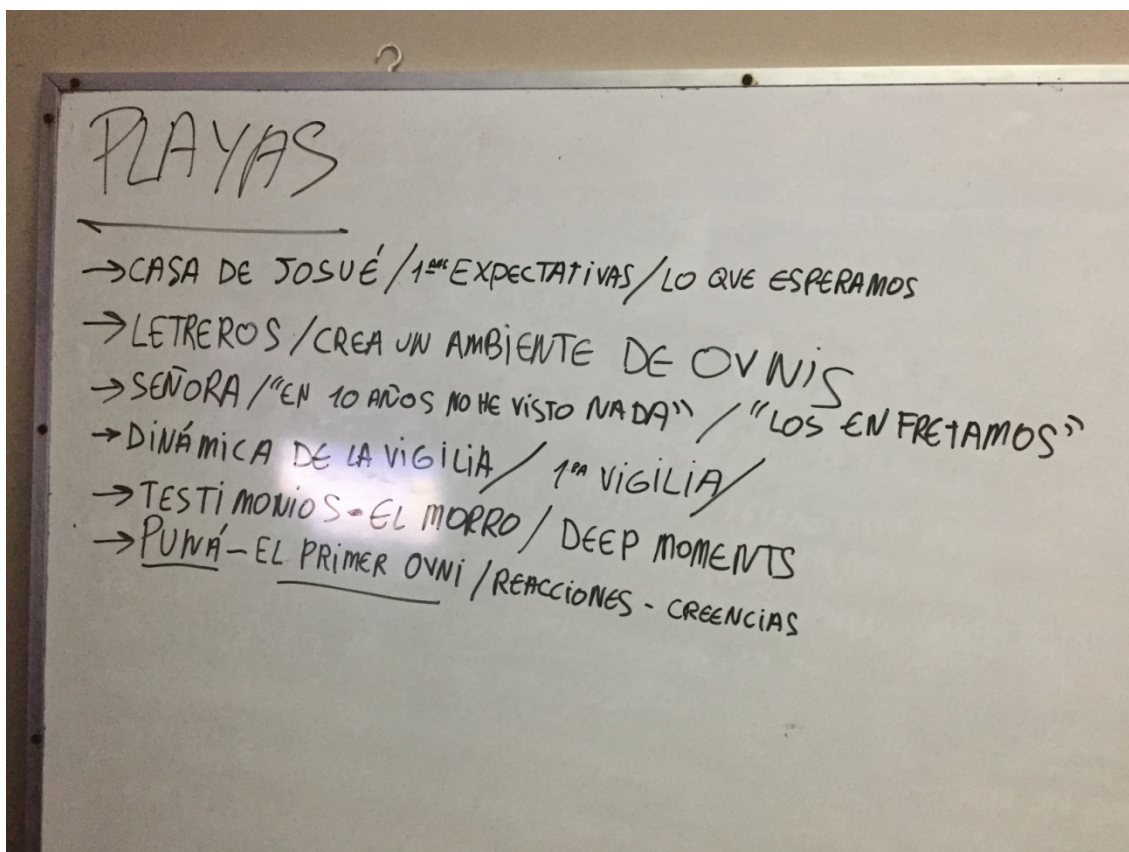 PLAYAS
→CASA DE JOSUÉ/1ERAS EXPECTATIVAS/LO QUE ESPERAMOS
→LETREROS/CREA UN AMBIENTE DE OVNIS
→SEÑORA/"EN 10 AÑOS NO HE VISTO NADA"/"LOS ENFRETAMOS"
→DINÁMICA DE LA VIGILIA/1RA VIGILIA/
→TESTIMONIOS-EL MORRO/DEEP MOMENTS
→PUNÁ-EL PRIMER OVNI/REACCIONES-CREENCIAS